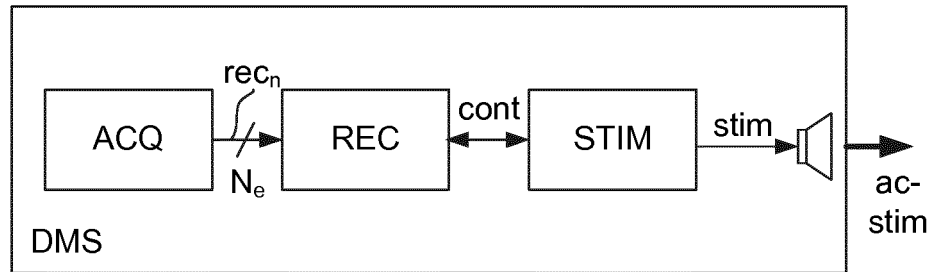 rec_n
ACQ
N_e
REC
cont
STIM
stim
ac-
stim
DMS